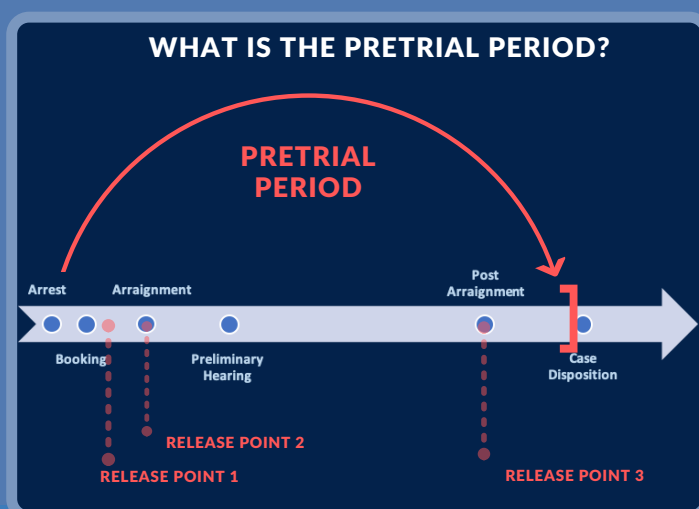 WHAT IS THE PRETRIAL PERIOD?
PRETRIAL
PERIOD
Arrest
Arraignment
Post
Arraignment
Booking
Preliminary
Hearing
Case
Disposition
RELEASE POINT 2
RELEASE POINT 1
RELEASE POINT 3